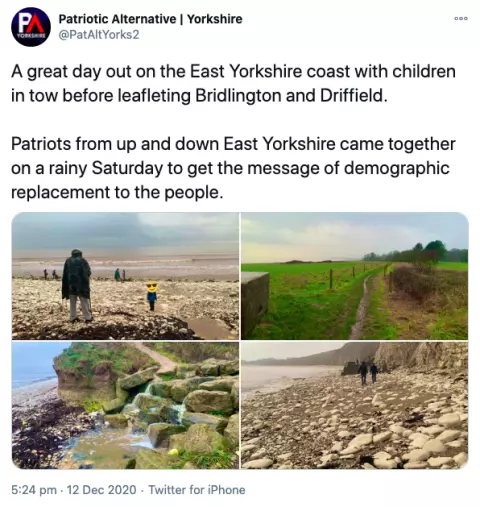 PA
YORKSHIRE
Patriotic Alternative | Yorkshire
@PatAltYorks2
A great day out on the East Yorkshire coast with children
in tow before leafleting Bridlington and Driffield.
Patriots from up and down East Yorkshire came together
on a rainy Saturday to get the message of demographic
replacement to the people.
5:24 pm · 12 Dec 2020 · Twitter for iPhone